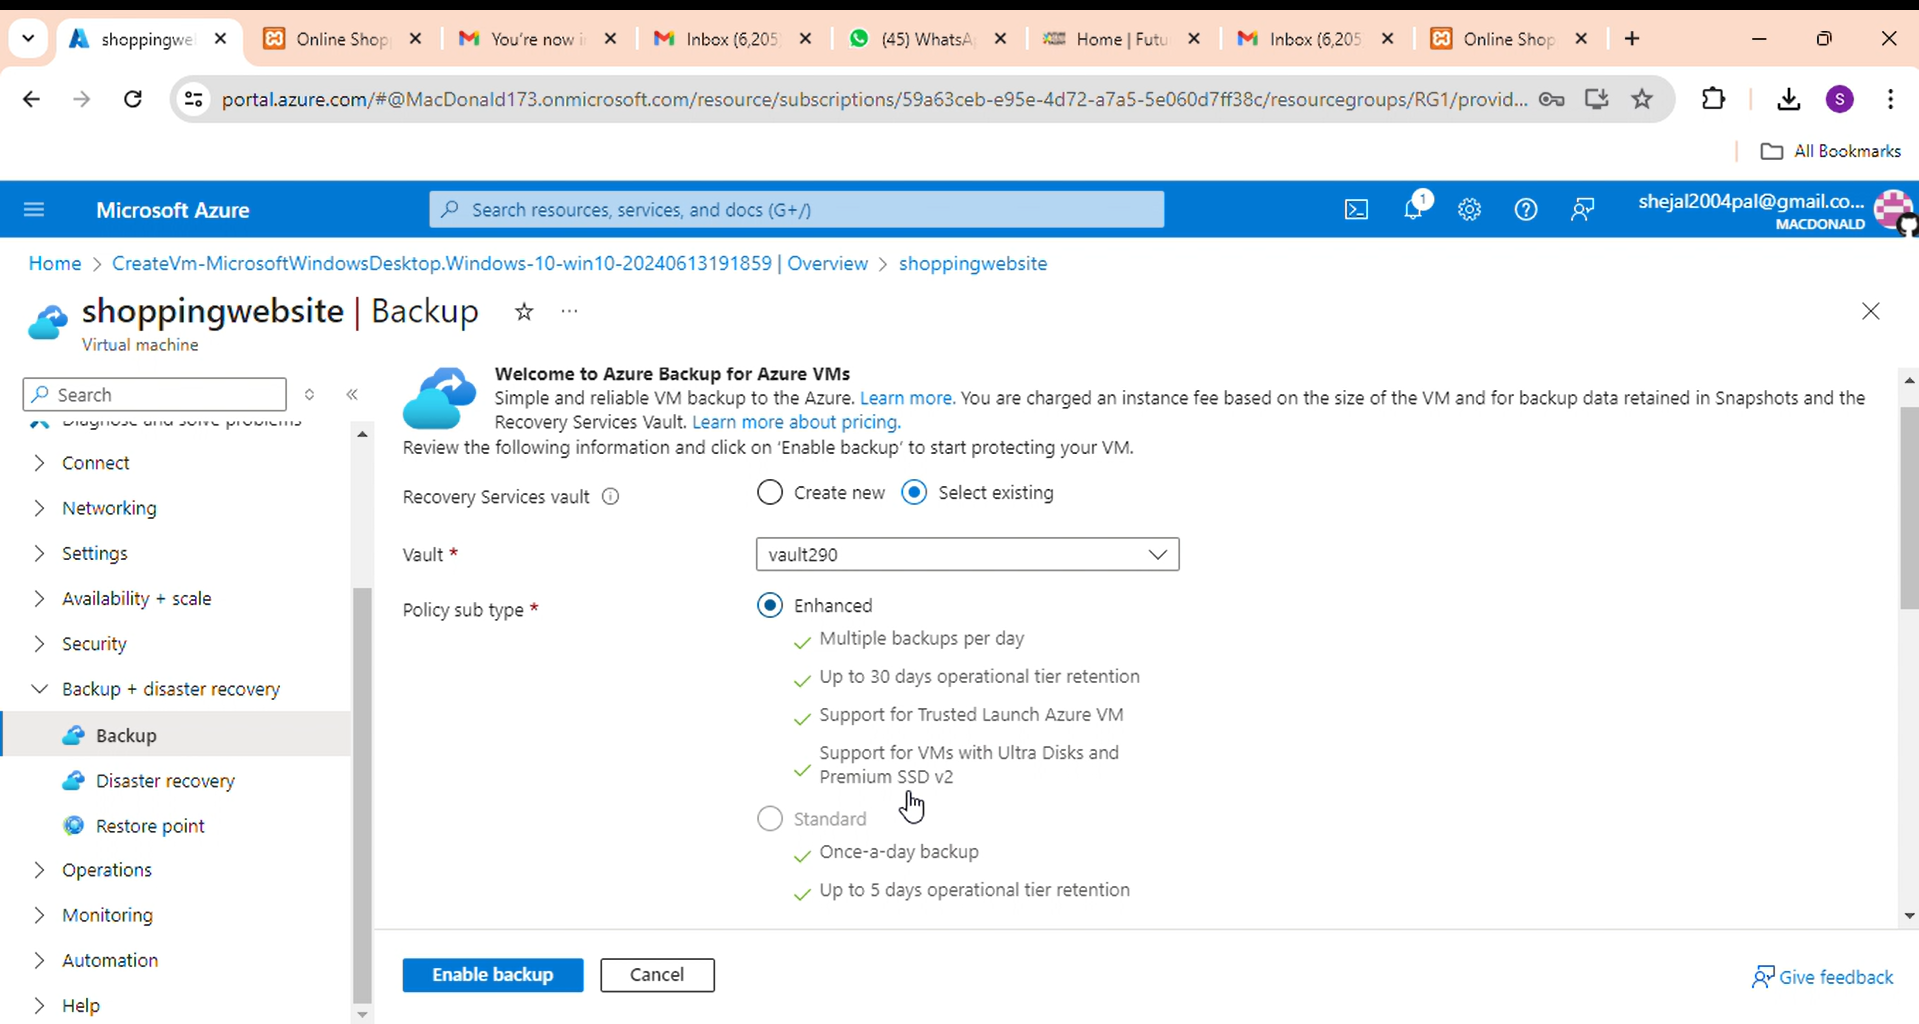 shoppingwe
Online Shop
You're now i
Inbox (6,205
(45) WhatsA
Home | Futu
Inbox (6,205
Online Shop
portal.azure.com/#@MacDonald173.onmicrosoft.com/resource/subscriptions/59a63ceb-e95e-4d72-a7a5-5e060d7ff38c/resourcegroups/RG1/provid...
S
All Bookmarks
Microsoft Azure
Search resources, services, and docs (G+/)
1
shejal2004pal@gmail.co...
MACDONALD
Home > CreateVm-MicrosoftWindowsDesktop.Windows-10-win10-20240613191859 | Overview > shoppingwebsite
shoppingwebsite | Backup
Virtual machine
Search
Diagnose and solve problems
Connect
Networking
Settings
Availability + scale
Security
Backup + disaster recovery
Backup
Disaster recovery
Restore point
Operations
Monitoring
Automation
Help
Welcome to Azure Backup for Azure VMs
Simple and reliable VM backup to the Azure. Learn more. You are charged an instance fee based on the size of the VM and for backup data retained in Snapshots and the
Recovery Services Vault. Learn more about pricing.
Review the following information and click on 'Enable backup' to start protecting your VM.
Recovery Services vault
Create new
Select existing
Vault *
vault290
Policy sub type *
Enhanced
Multiple backups per day
Up to 30 days operational tier retention
Support for Trusted Launch Azure VM
Support for VMs with Ultra Disks and
Premium SSD v2
Standard
Once-a-day backup
Up to 5 days operational tier retention
Enable backup
Cancel
Give feedback